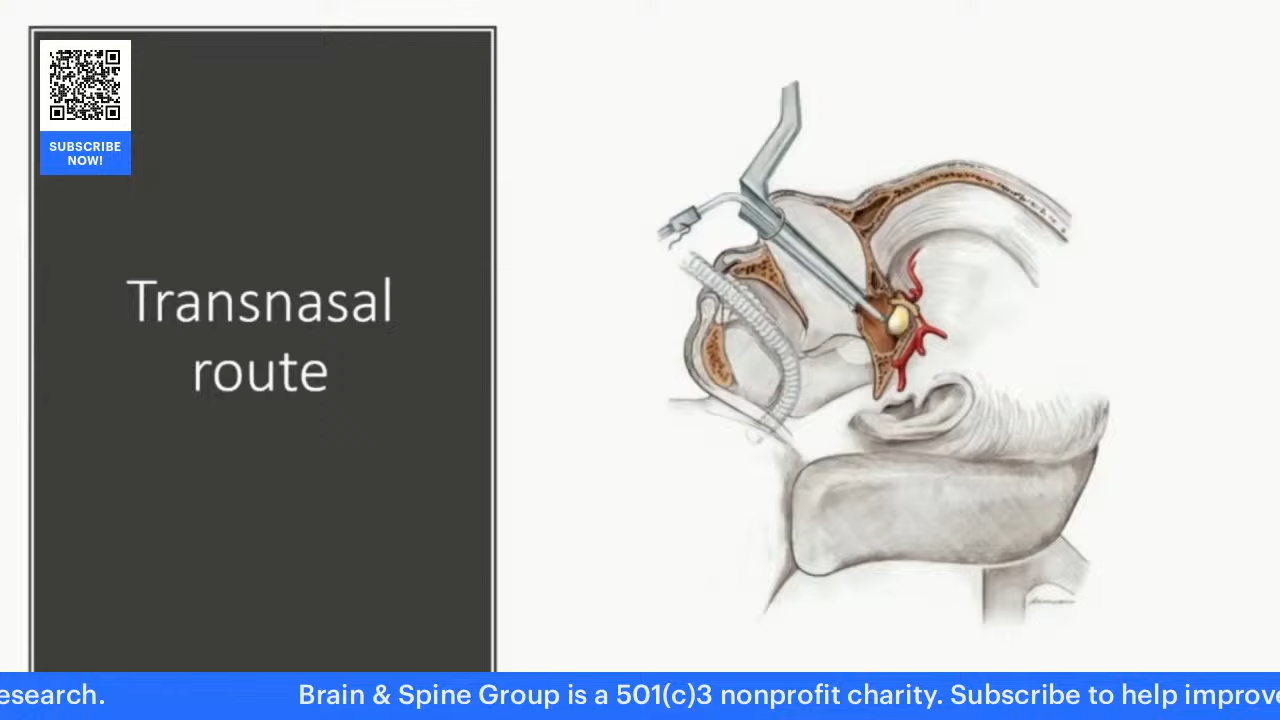 SUBSCRIBE
NOW!
Transnasal
route
esearch. Brain & Spine Group is a 501(c)3 nonprofit charity. Subscribe to help improve